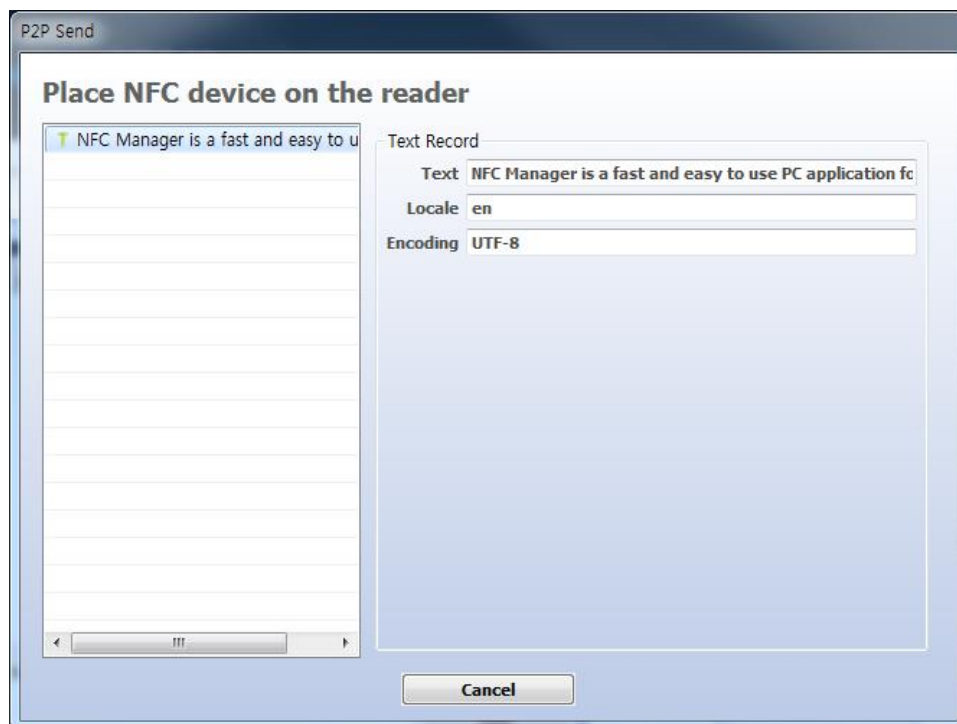 P2P Send
Place NFC device on the reader
T NFC Manager is a fast and easy to u
Text Record
Text NFC Manager is a fast and easy to use PC application fo
Locale en
Encoding UTF-8
Cancel